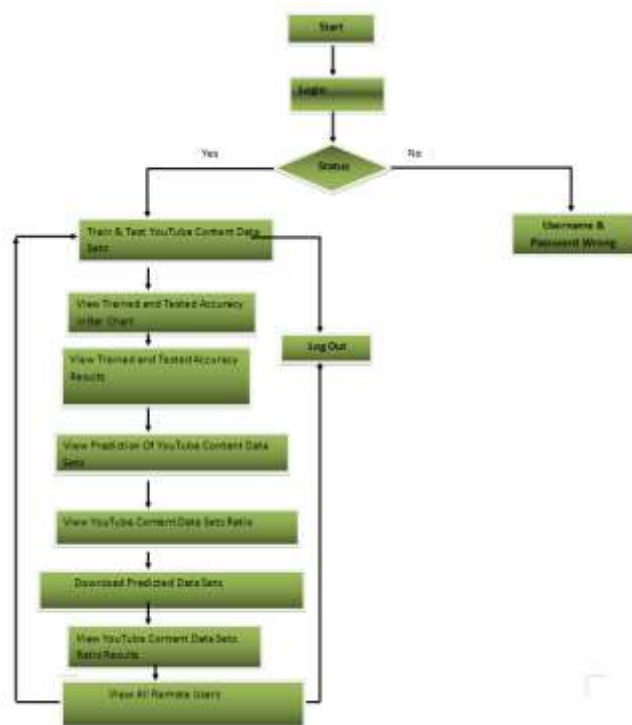 Start
Login
Status
Yes
No
Train & Test YouTube Content Data
Sets
Username &
Password Wrong
View Trained and Tested Accuracy
in Bar Chart
Log Out
View Trained and Tested Accuracy
Results
View Prediction Of YouTube Content Data
Sets
View YouTube Content Data Sets Ratio
Download Predicted Data Sets
View YouTube Content Data Sets
Ratio Results
View All Remote Users